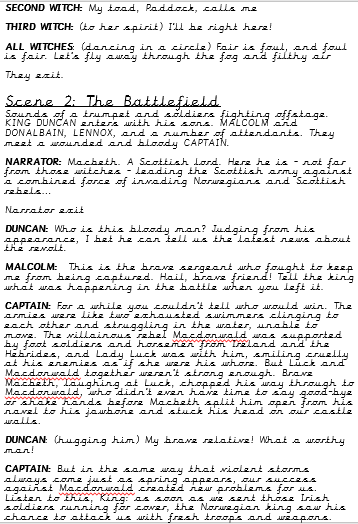 SECOND WITCH: My toad, Paddock, calls me
THIRD WITCH: (to her spirit) I'll be right here!
ALL WITCHES: (dancing in a circle) Fair is foul, and foul
is fair. Let's fly away through the fog and filthy air
They exit.
Scene 2: The Battlefield
Sounds of a trumpet and soldiers fighting offstage.
KING DUNCAN enters with his sons. MALCOLM and
DONALBAIN, LENNOX, and a number of attendants. They
meet a wounded and bloody CAPTAIN.
NARRATOR: Macbeth. A Scottish lord. Here he is - not far
from those witches - leading the Scottish army against
a combined force of invading Norwegians and Scottish
rebels...
Narrator exit
DUNCAN: Who is this bloody man? Judging from his
appearance, I bet he can tell us the latest news about
the revolt.
MALCOLM: This is the brave sergeant who fought to keep
me from being captured. Hail, brave friend! Tell the king
what was happening in the battle when you left it.
CAPTAIN: For a while you couldn't tell who would win. The
armies were like two exhausted swimmers clinging to
each other and struggling in the water, unable to
move. The villainous rebel Macdonwald was supported
by foot soldiers and horsemen from Ireland and the
Hebrides, and Lady Luck was with him, smiling cruelly
at his enemies as if she were his whore. But Luck and
Macdonwald together weren't strong enough. Brave
Macbeth, laughing at Luck, chopped his way through to
Macdonwald, who didn't even have time to say good-bye
or shake hands before Macbeth split him open from his
navel to his jawbone and stuck his head on our castle
walls.
DUNCAN: (hugging him) My brave relative! What a worthy
man!
CAPTAIN: But in the same way that violent storms
always come just as spring appears, our success
against Macdonwald created new problems for us.
Listen to this, King: as soon as we sent those Irish
soldiers running for cover, the Norwegian king saw his
chance to attack us with fresh troops and weapons.